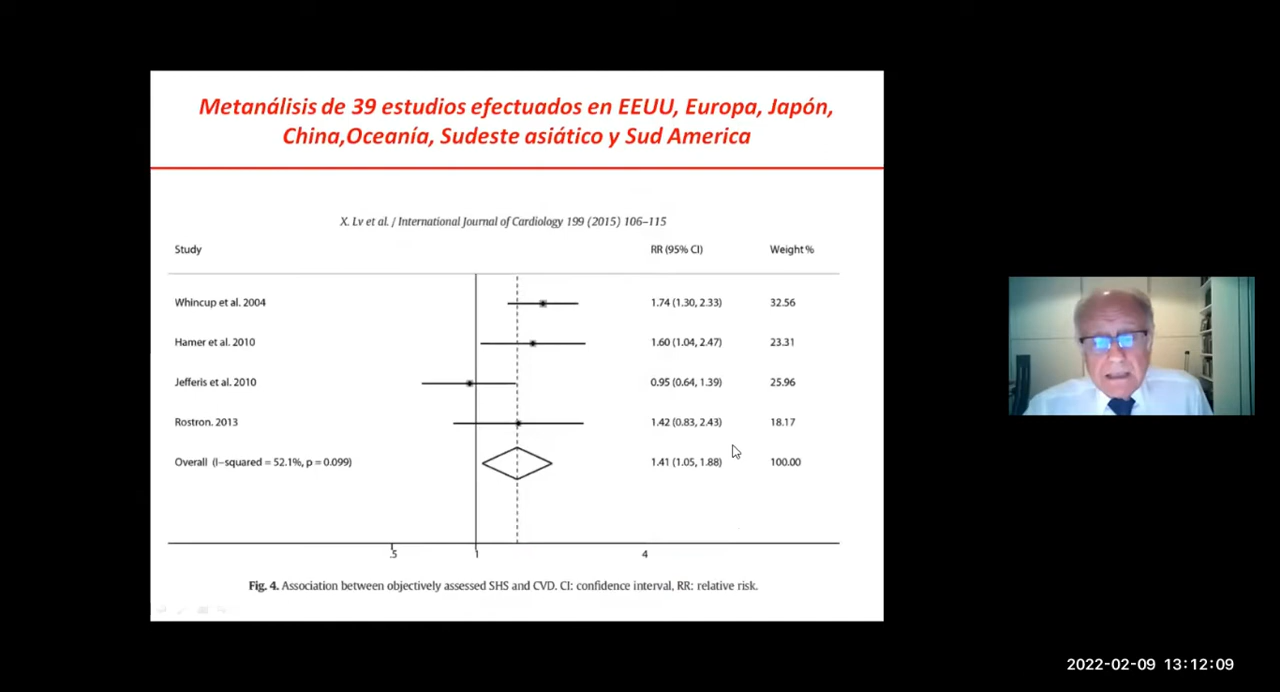 Metanálisis de 39 estudios efectuados en EEUU, Europa, Japón,
China,Oceanía, Sudeste asiático y Sud America
X. Lv et al. / International Journal of Cardiology 199 (2015) 106–115
Study RR (95% CI) Weight %
Whincup et al. 2004 1.74 (1.30, 2.33) 32.56
Hamer et al. 2010 1.60 (1.04, 2.47) 23.31
Jefferis et al. 2010 0.95 (0.64, 1.39) 25.96
Rostron. 2013 1.42 (0.83, 2.43) 18.17
Overall (I-squared = 52.1%, p = 0.099) 1.41 (1.05, 1.88) 100.00
.5 1 4
Fig. 4. Association between objectively assessed SHS and CVD. CI: confidence interval, RR: relative risk.
2022-02-09 13:12:09